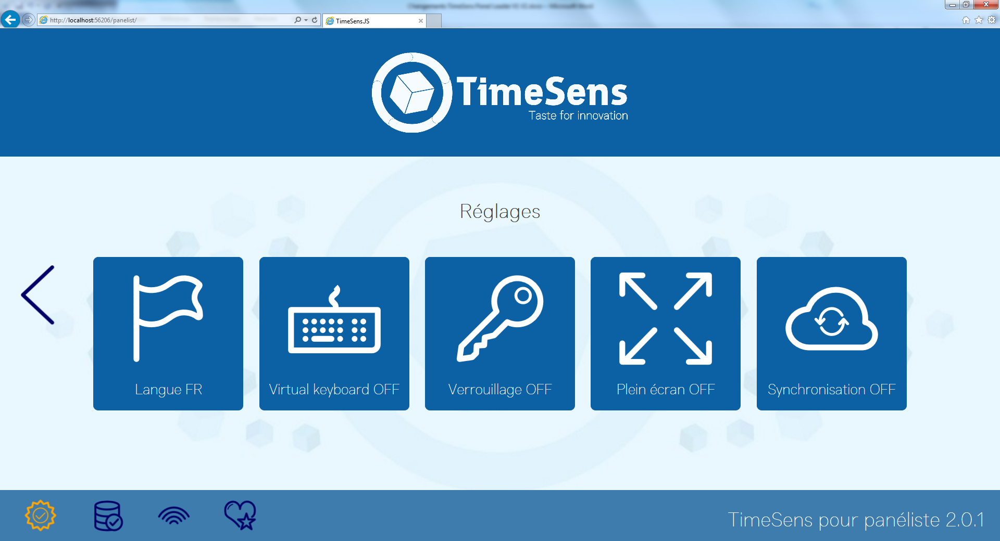 http://localhost:56206/panelist/
TimeSens.JS
TimeSens
Taste for innovation
Réglages
Langue FR
Virtual keyboard OFF
Verrouillage OFF
Plein écran OFF
Synchronisation OFF
TimeSens pour panéliste 2.0.1